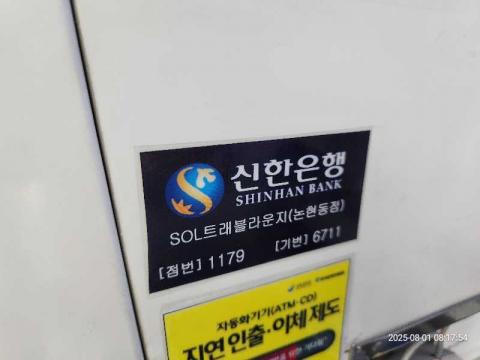 신한은행
SHINHAN BANK
SOL트래블라운지(논현동점)
[점번] 1179 [기번] 6711
자동화기기(ATM·CD)
지연 인출·이체 제도
2025-08-01 08:17:54